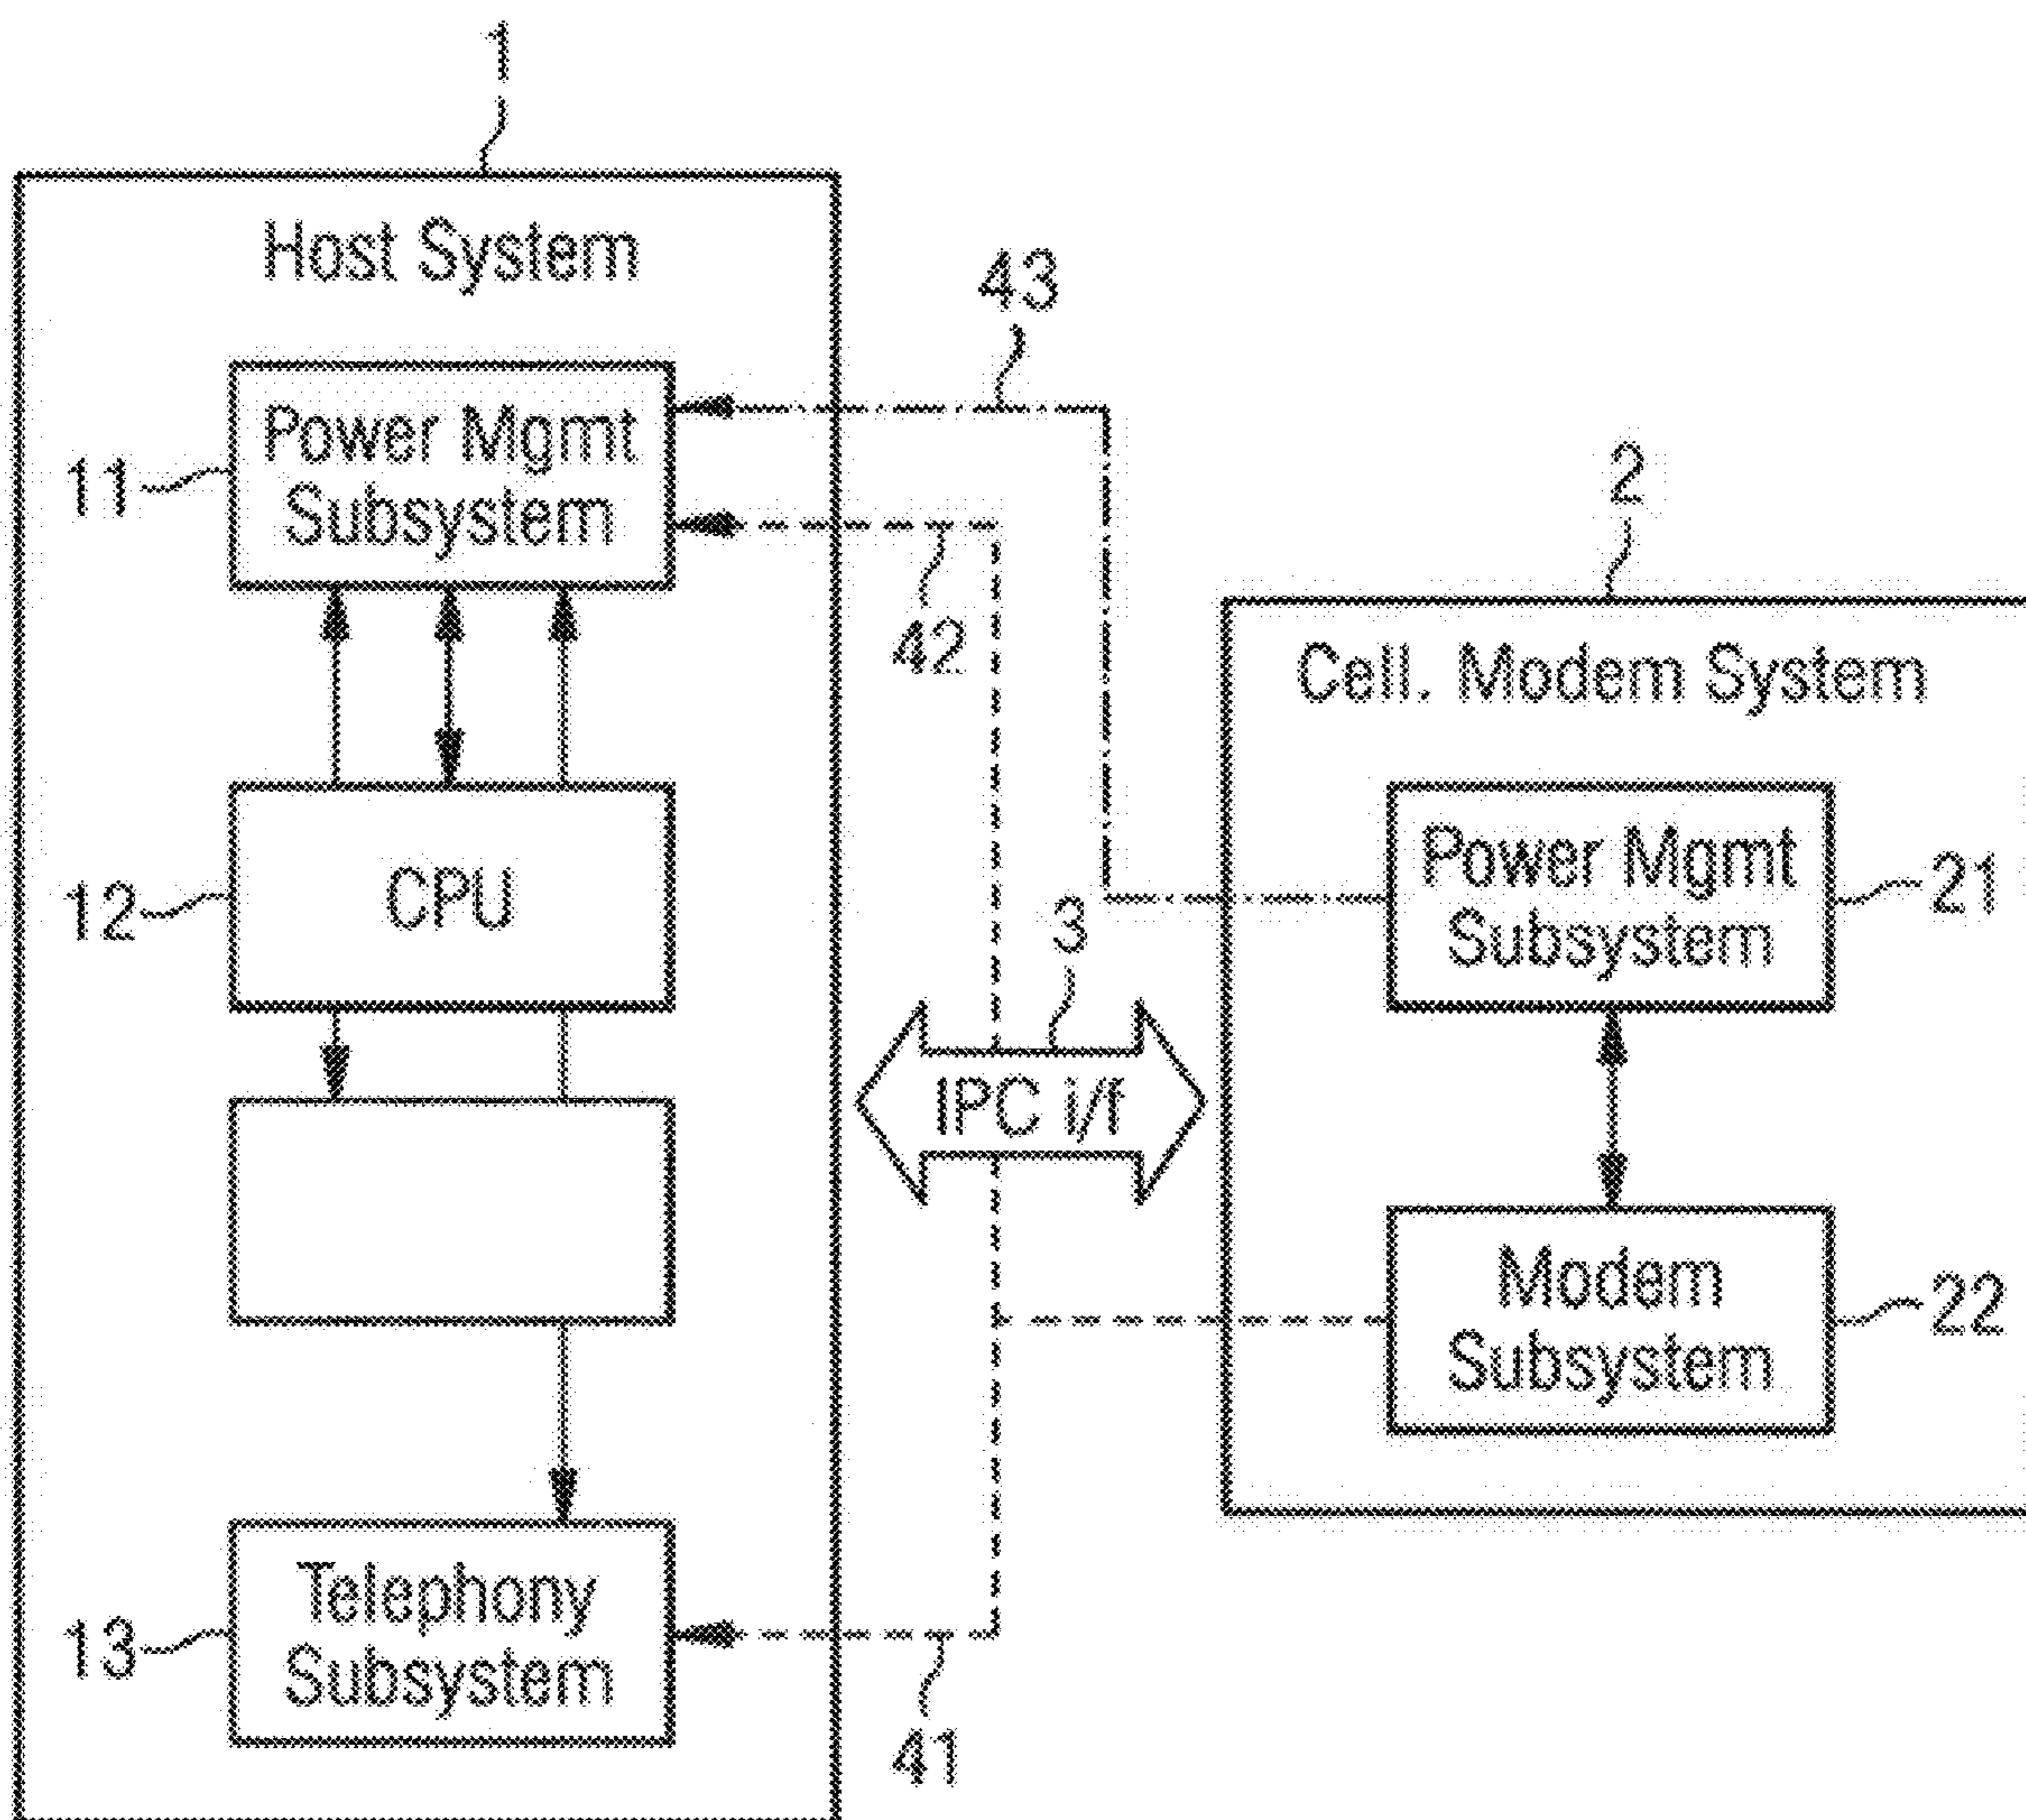 1
Host System
43
Power Mgmt
Subsystem
11
2
42
Cell. Modem System
Power Mgmt
Subsystem
21
CPU
12
3
IPC i/f
Modem
Subsystem
22
Telephony
Subsystem
13
41